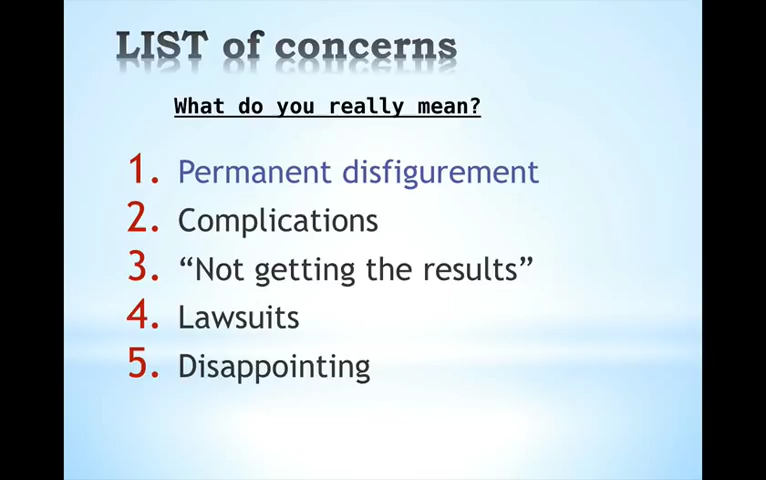 LIST of concerns
What do you really mean?
1. Permanent disfigurement
2. Complications
3. “Not getting the results”
4. Lawsuits
5. Disappointing